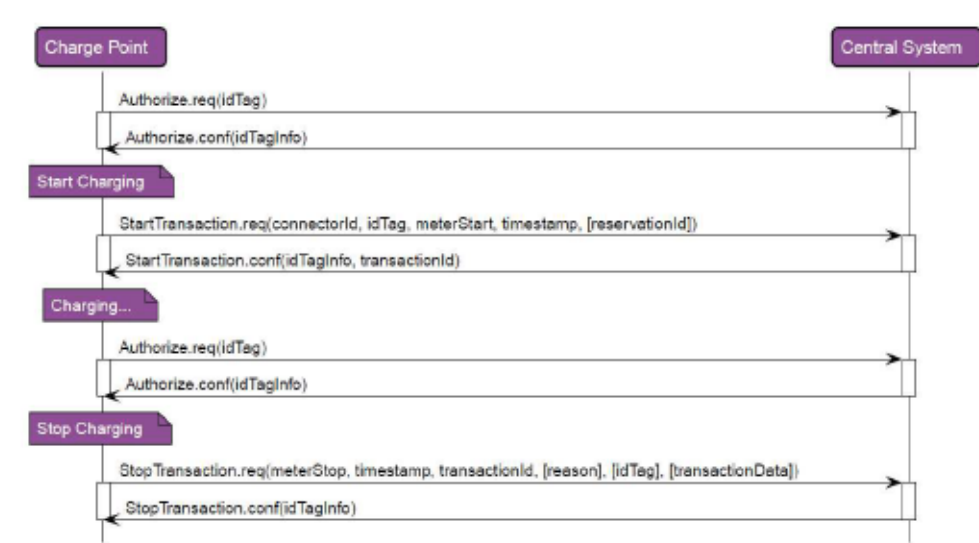 Charge Point
Central System
Authorize.req(idTag)
Authorize.conf(idTagInfo)
Start Charging
StartTransaction.req(connectorId, idTag, meterStart, timestamp, [reservationId])
StartTransaction.conf(idTagInfo, transactionId)
Charging...
Authorize.req(idTag)
Authorize.conf(idTagInfo)
Stop Charging
StopTransaction.req(meterStop, timestamp, transactionId, [reason], [idTag], [transactionData])
StopTransaction.conf(idTagInfo)